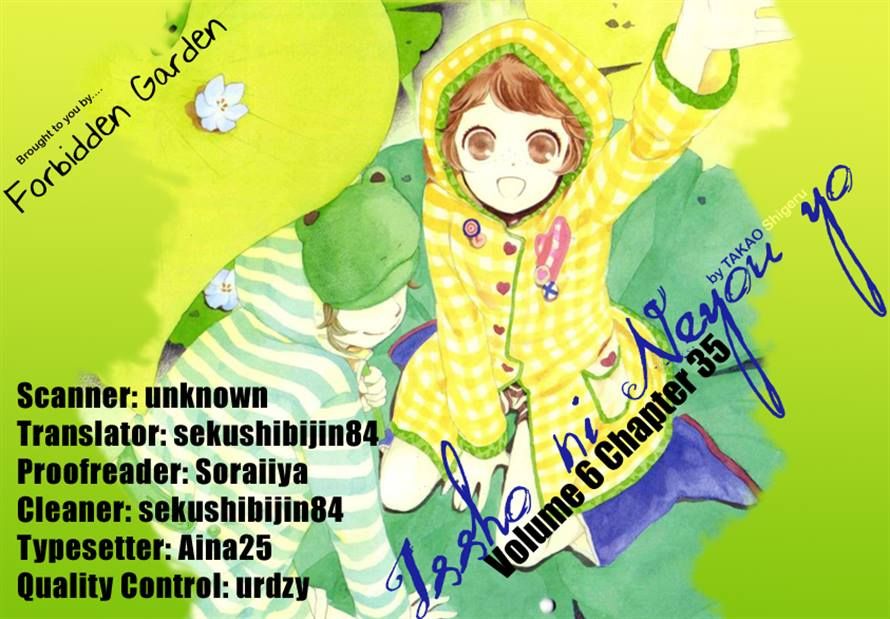 Brought to you by....
Forbidden Garden
Issho ni Neyou yo
by TAKAO Shigeru
Volume 6 Chapter 35
Scanner: unknown
Translator: sekushibijin84
Proofreader: Soraiiya
Cleaner: sekushibijin84
Typesetter: Aina25
Quality Control: urdzy